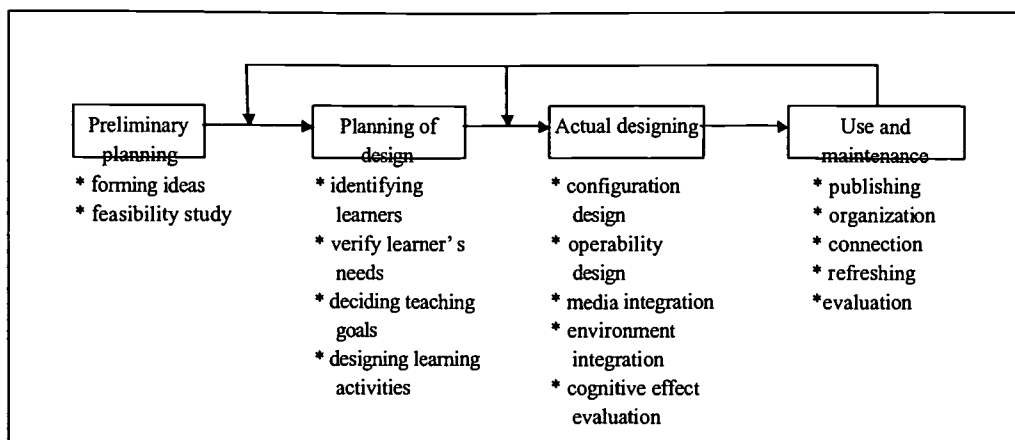 Preliminary
planning
* forming ideas
* feasibility study
Planning of
design
* identifying
learners
* verify learner's
needs
* deciding teaching
goals
* designing learning
activities
Actual designing
* configuration
design
* operability
design
* media integration
* environment
integration
* cognitive effect
evaluation
Use and
maintenance
* publishing
* organization
* connection
* refreshing
*evaluation